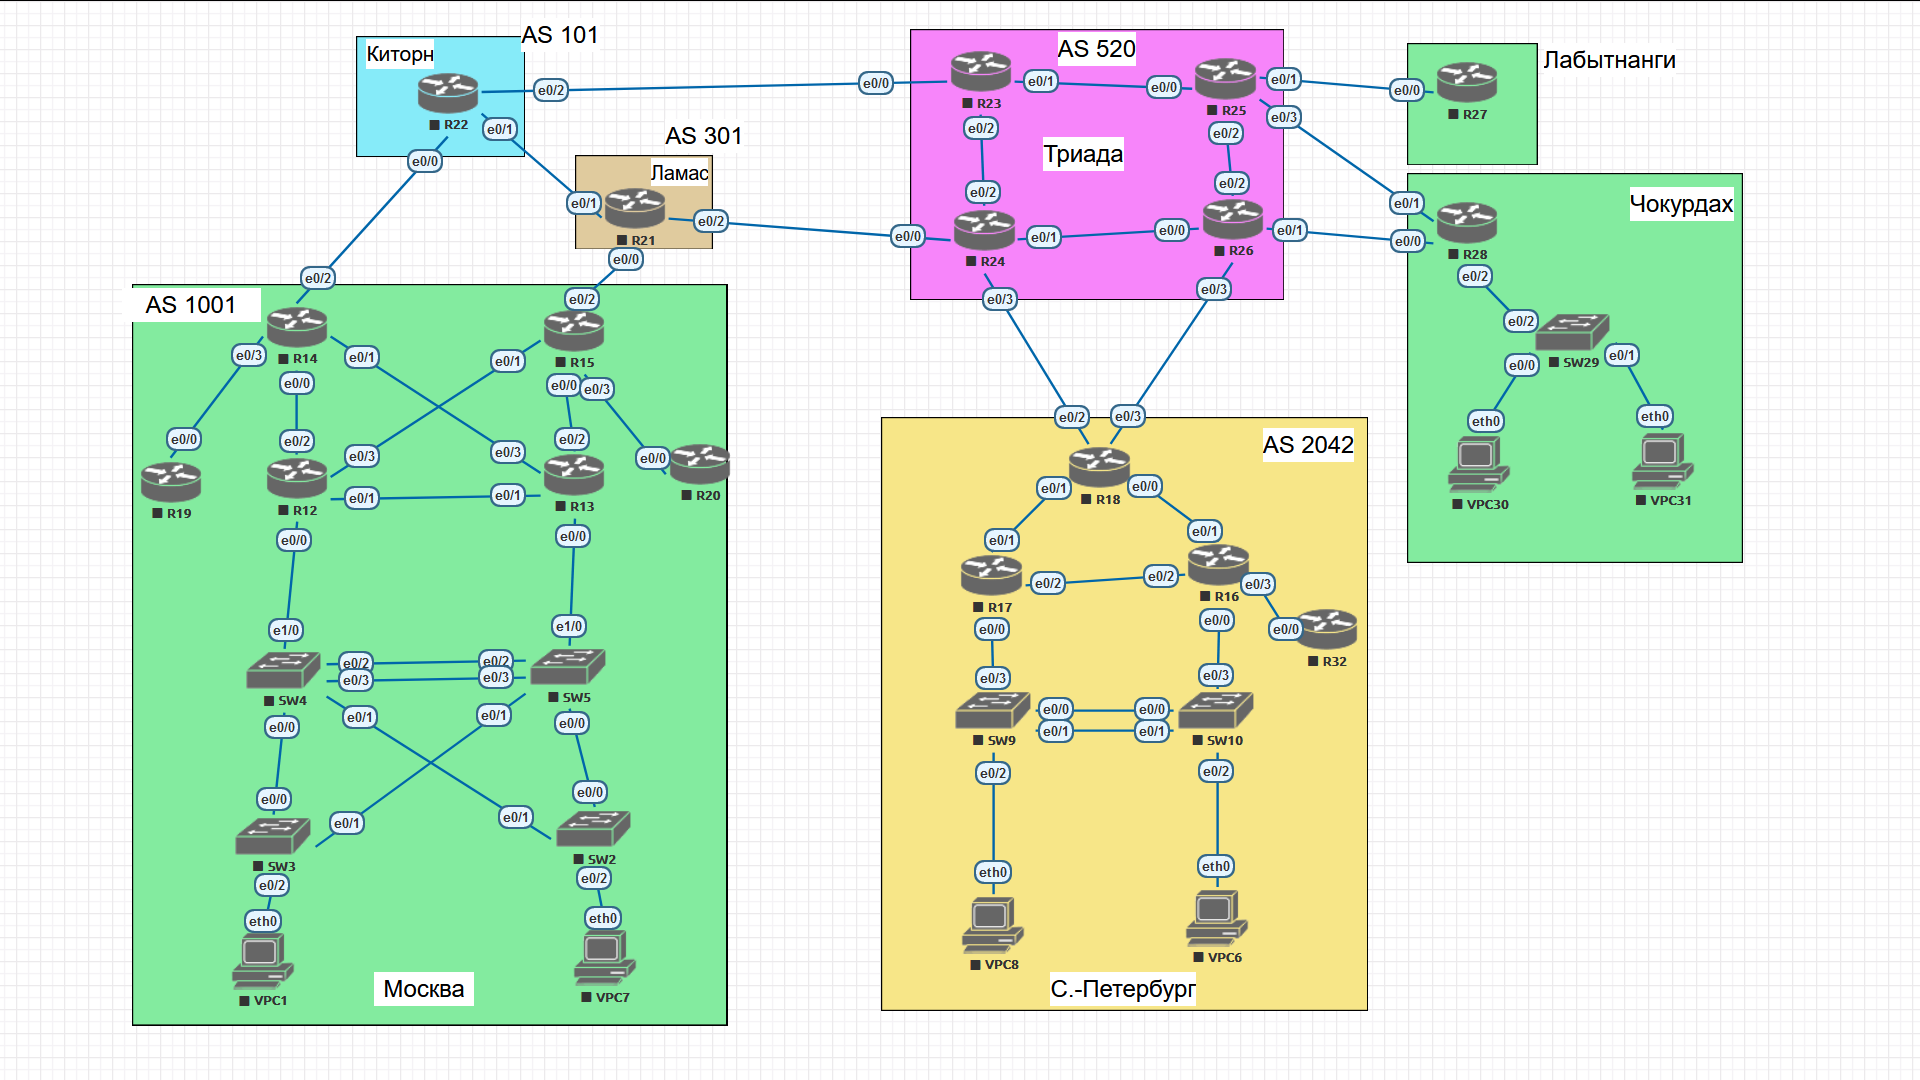 Киторн
AS 101
R22
e0/2
e0/1
e0/0
AS 301
Ламас
R21
e0/1
e0/2
e0/0
AS 520
Триада
R23
e0/0
e0/1
e0/2
R25
e0/0
e0/1
e0/3
e0/2
R24
e0/2
e0/0
e0/1
e0/3
R26
e0/2
e0/0
e0/1
e0/3
Лабытнанги
R27
e0/0
Чокурдах
R28
e0/1
e0/0
e0/2
SW29
e0/2
e0/0
e0/1
eth0
VPC30
eth0
VPC31
AS 1001
R14
e0/2
e0/3
e0/1
e0/0
R15
e0/2
e0/1
e0/0
e0/3
R19
e0/0
R12
e0/2
e0/3
e0/1
e0/0
R13
e0/3
e0/2
e0/1
e0/0
R20
e0/0
SW4
e1/0
e0/2
e0/3
e0/1
e0/0
SW5
e1/0
e0/2
e0/3
e0/1
e0/0
SW3
e0/0
e0/1
e0/2
SW2
e0/0
e0/1
e0/2
eth0
VPC1
eth0
VPC7
Москва
AS 2042
R18
e0/2
e0/3
e0/1
e0/0
R17
e0/1
e0/2
e0/0
R16
e0/1
e0/2
e0/3
e0/0
R32
e0/0
SW9
e0/3
e0/0
e0/1
e0/2
SW10
e0/3
e0/0
e0/1
e0/2
eth0
VPC8
eth0
VPC6
С.-Петербург